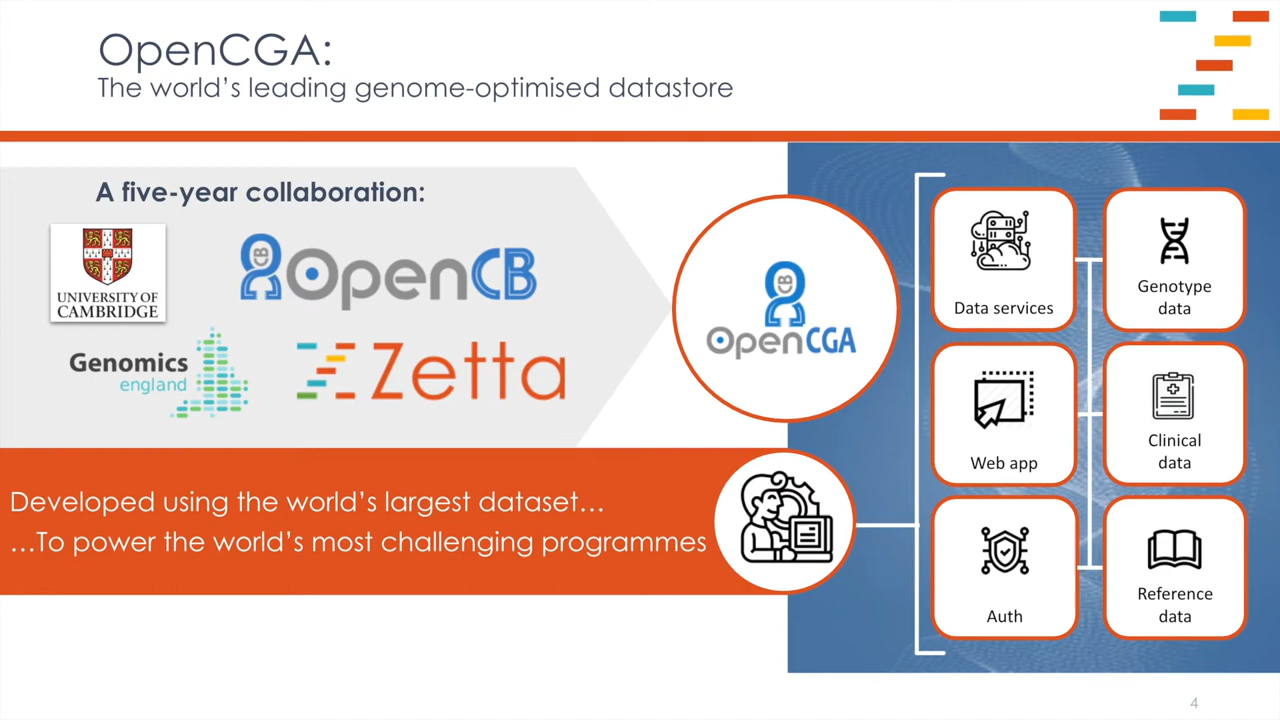 OpenCGA:
The world's leading genome-optimised datastore
A five-year collaboration:
UNIVERSITY OF
CAMBRIDGE
CB
OpenCB
Genomics
england
Zetta
CB
OpenCGA
Developed using the world's largest dataset…
…To power the world's most challenging programmes
Data services
Genotype
data
Web app
Clinical
data
Auth
Reference
data
4